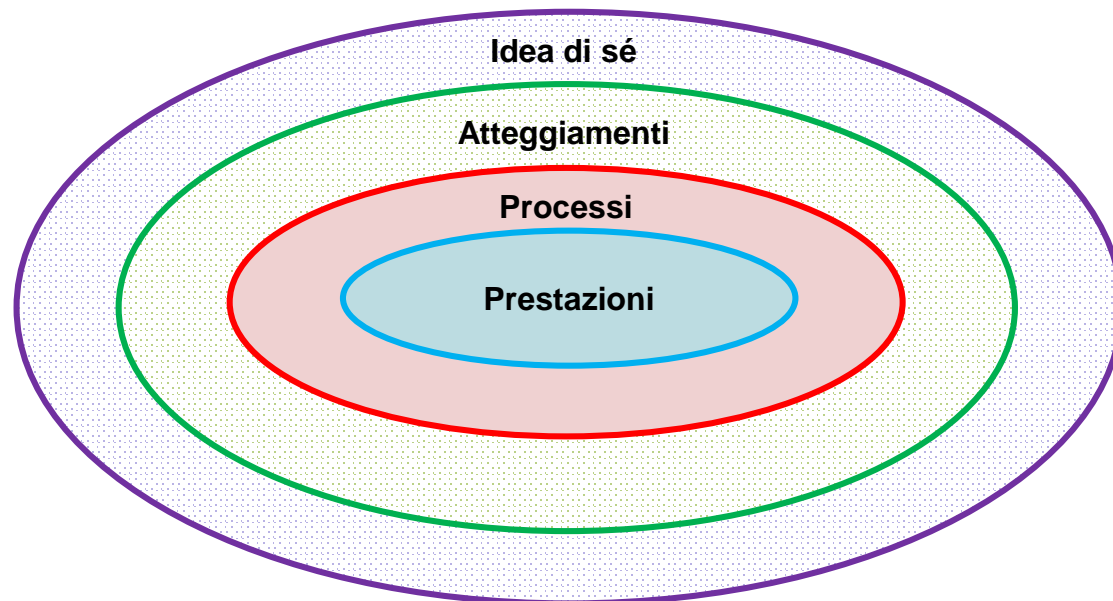 Idea di sé
Atteggiamenti
Processi
Prestazioni